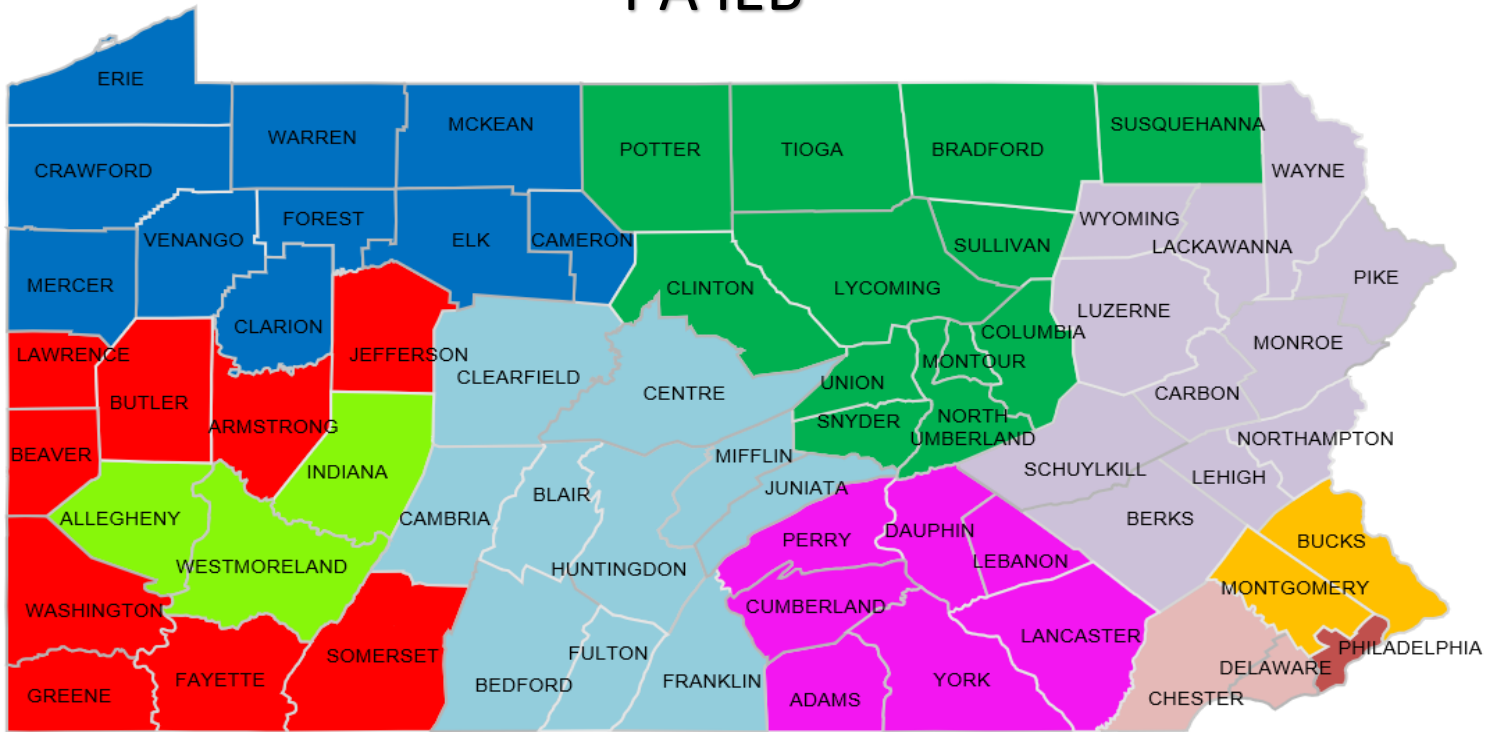 ERIE
WARREN
MCKEAN
POTTER
TIOGA
BRADFORD
SUSQUEHANNA
CRAWFORD
WAYNE
FOREST
WYOMING
VENANGO
ELK
CAMERON
SULLIVAN
LACKAWANNA
MERCER
CLINTON
LYCOMING
PIKE
CLARION
LUZERNE
COLUMBIA
LAWRENCE
JEFFERSON
MONTOUR
MONROE
CLEARFIELD
CENTRE
UNION
CARBON
BUTLER
ARMSTRONG
SNYDER
NORTH
UMBERLAND
NORTHAMPTON
BEAVER
INDIANA
MIFFLIN
SCHUYLKILL
LEHIGH
JUNIATA
BLAIR
ALLEGHENY
CAMBRIA
BERKS
PERRY
DAUPHIN
BUCKS
WESTMORELAND
HUNTINGDON
LEBANON
MONTGOMERY
WASHINGTON
CUMBERLAND
LANCASTER
SOMERSET
FULTON
PHILADELPHIA
DELAWARE
GREENE
FAYETTE
BEDFORD
FRANKLIN
ADAMS
YORK
CHESTER